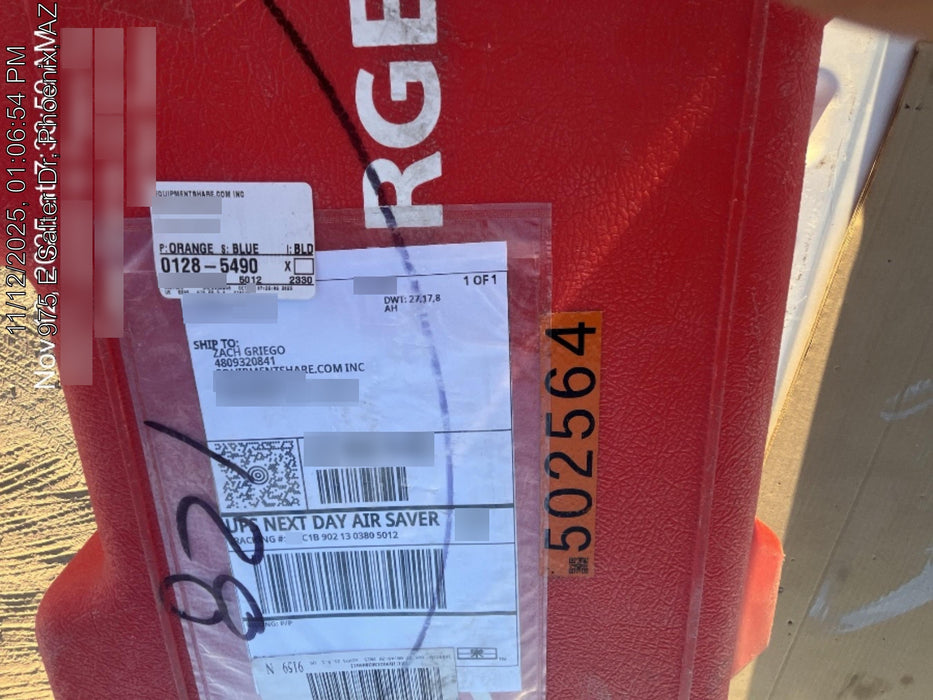 11/12/2025, 01:06:54 PM
RGE
EQUIPMENTSHARE.COM INC
P: ORANGE S: BLUE I: BLD
0128-5490 X
5012 2330
1 OF 1
DWT: 27,17,8
AH
SHIP TO:
ZACH GRIEGO
4809320841
EQUIPMENTSHARE.COM INC
UPS NEXT DAY AIR SAVER
TRACKING #: C1B 902 13 0380 5012
BILLING: P/P
9159 N
502564